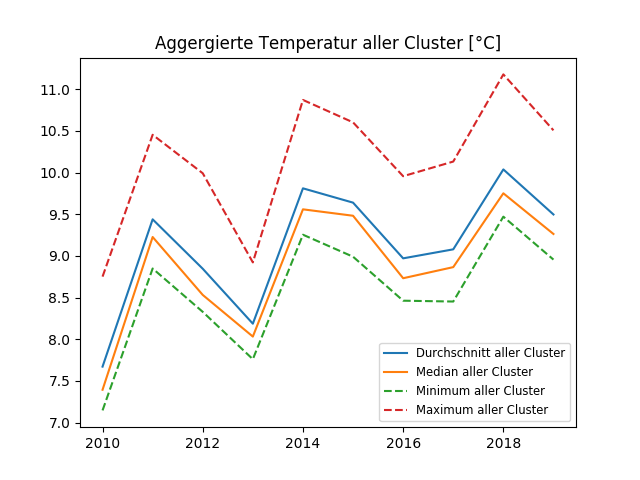 Aggergierte Temperatur aller Cluster [°C]
11.0
10.5
10.0
9.5
9.0
8.5
8.0
7.5
7.0
2010 2012 2014 2016 2018
Durchschnitt aller Cluster
Median aller Cluster
Minimum aller Cluster
Maximum aller Cluster